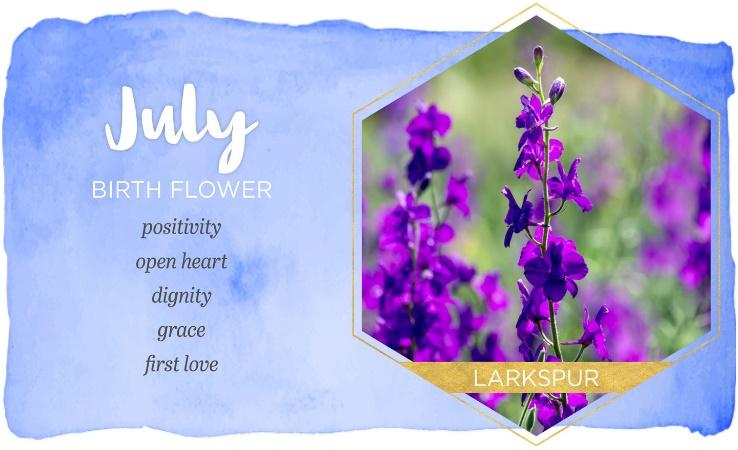 July
BIRTH FLOWER
positivity
open heart
dignity
grace
first love
LARKSPUR